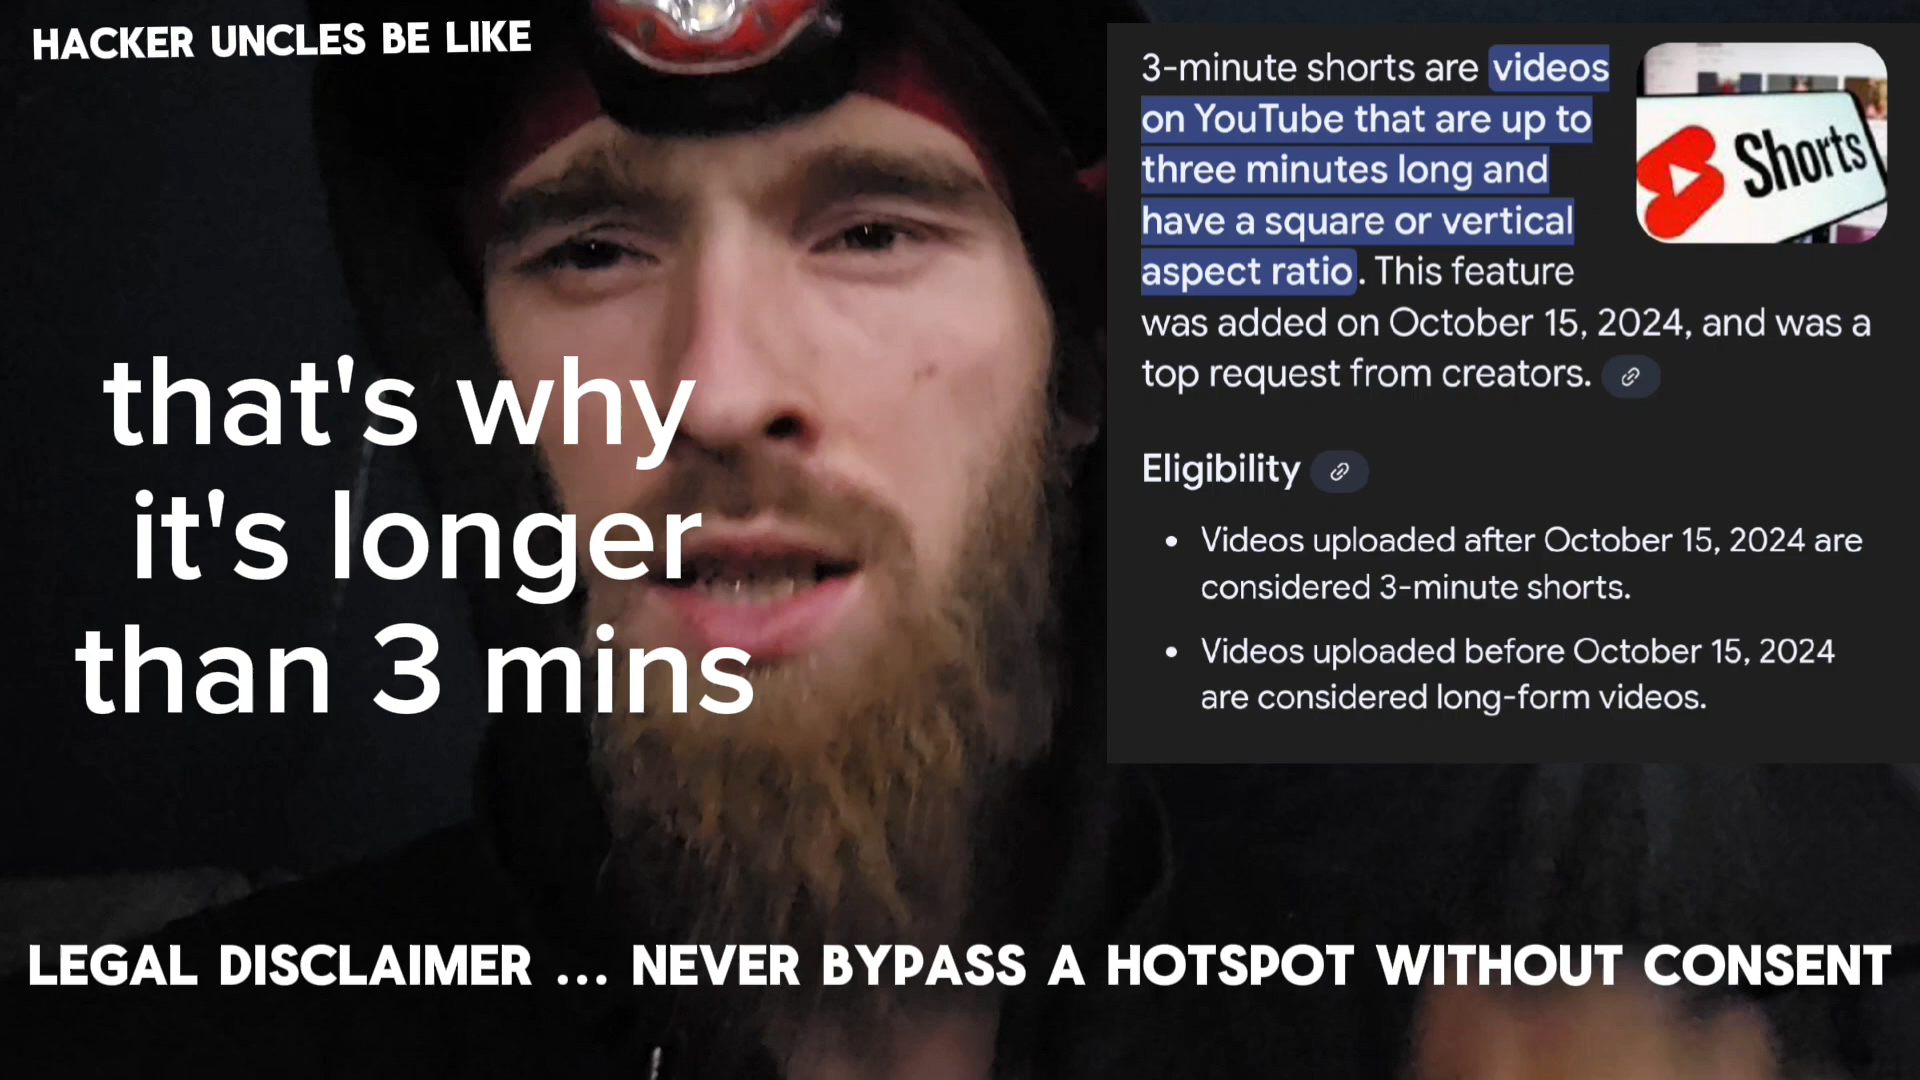 HACKER UNCLES BE LIKE
that's why
it's longer
than 3 mins
3-minute shorts are videos
on YouTube that are up to
three minutes long and
have a square or vertical
aspect ratio. This feature
was added on October 15, 2024, and was a
top request from creators.
Shorts
Eligibility
• Videos uploaded after October 15, 2024 are
considered 3-minute shorts.
• Videos uploaded before October 15, 2024
are considered long-form videos.
LEGAL DISCLAIMER ... NEVER BYPASS A HOTSPOT WITHOUT CONSENT